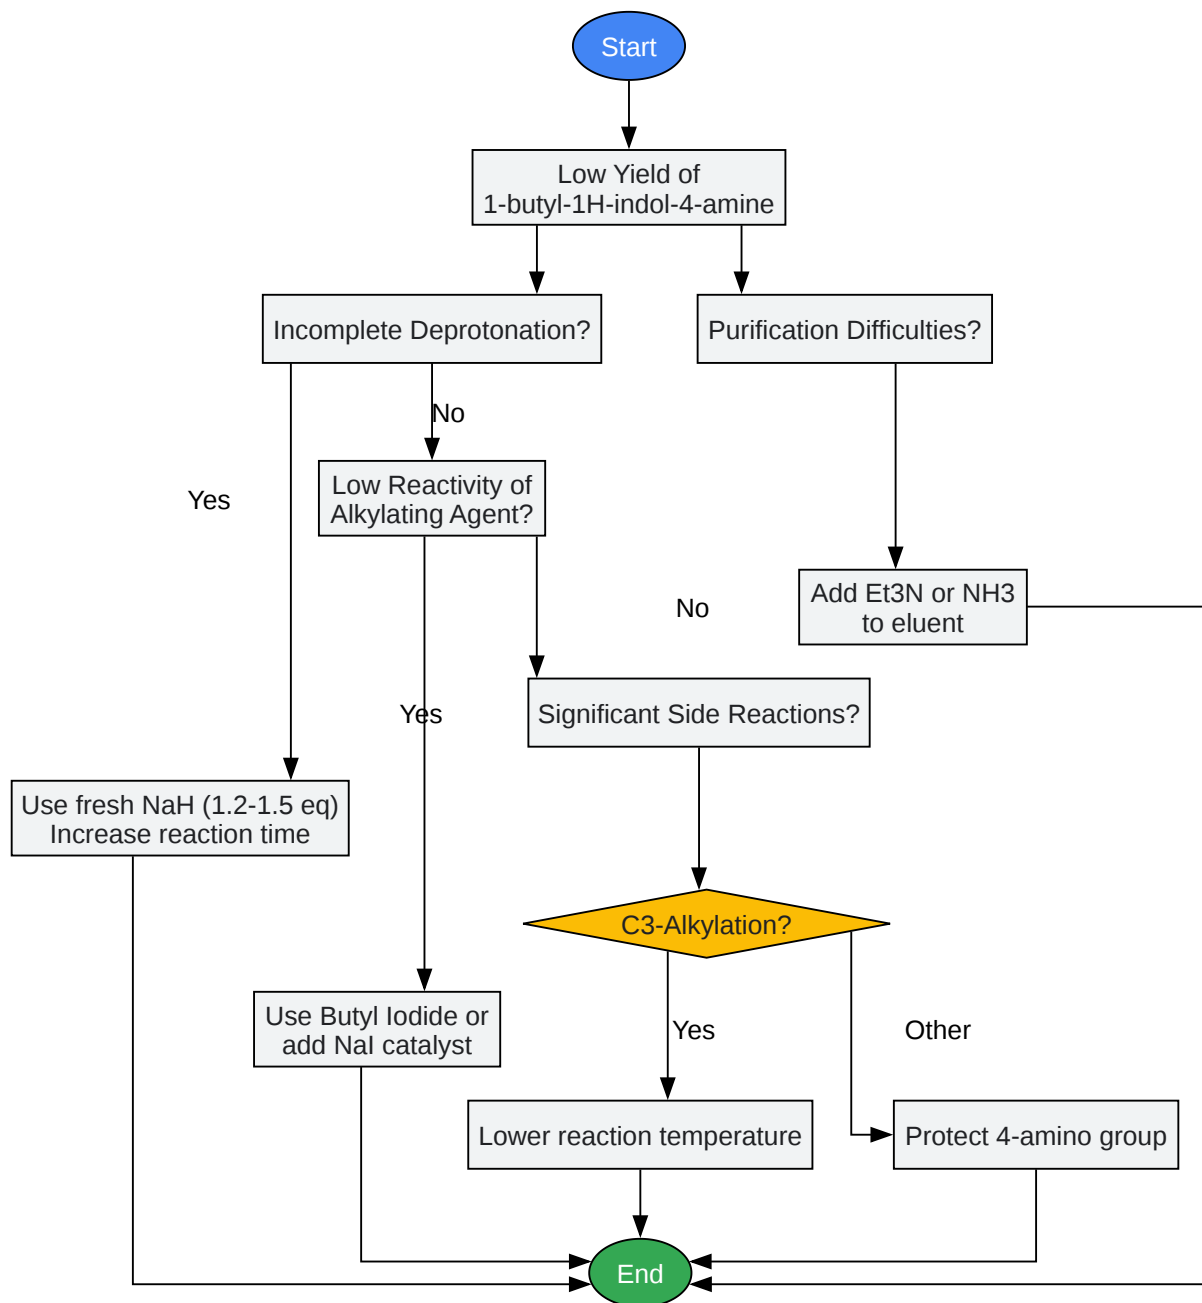 Start
Low Yield of
1-butyl-1H-indol-4-amine
Incomplete Deprotonation?
Purification Difficulties?
No
Low Reactivity of
Alkylating Agent?
Yes
Add Et3N or NH3
to eluent
No
Significant Side Reactions?
Yes
Use fresh NaH (1.2-1.5 eq)
Increase reaction time
C3-Alkylation?
Use Butyl Iodide or
add NaI catalyst
Yes
Other
Lower reaction temperature
Protect 4-amino group
End